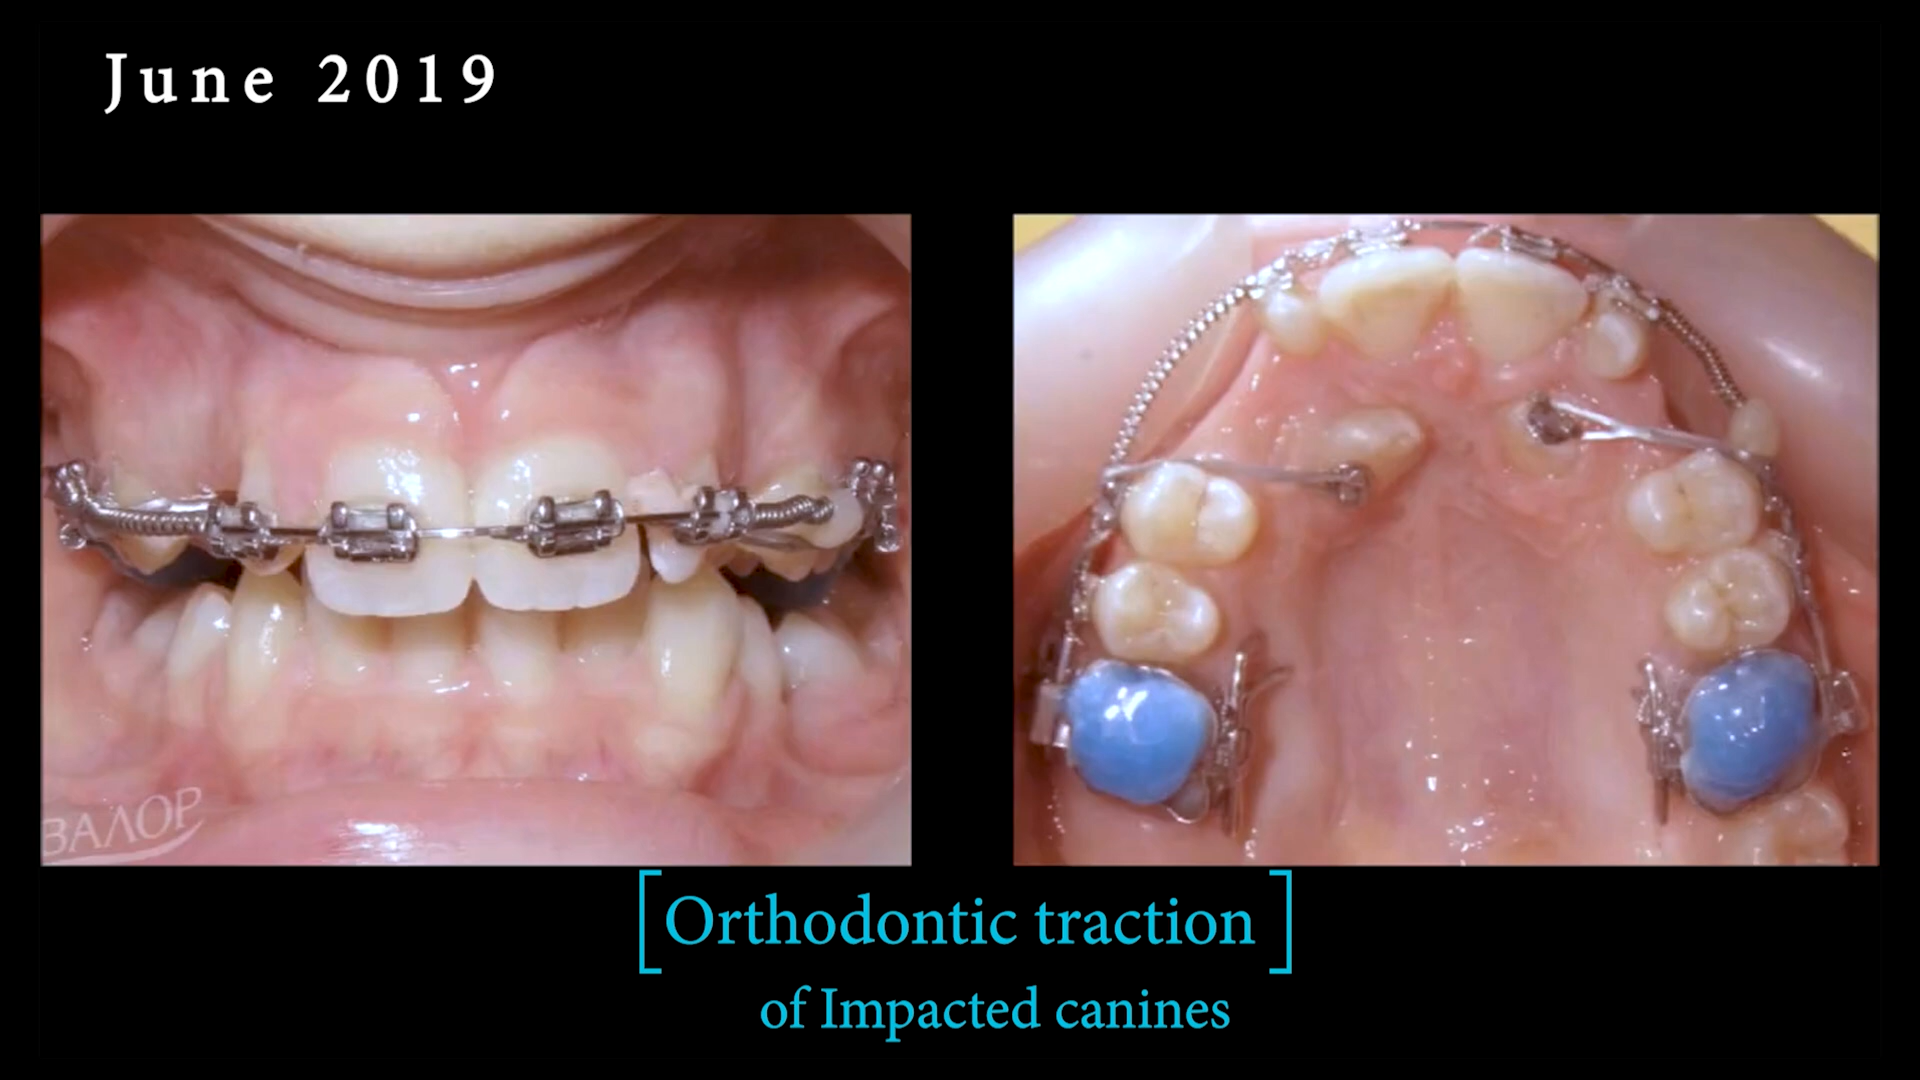 June 2019
ВАЛОР
Orthodontic traction
of Impacted canines